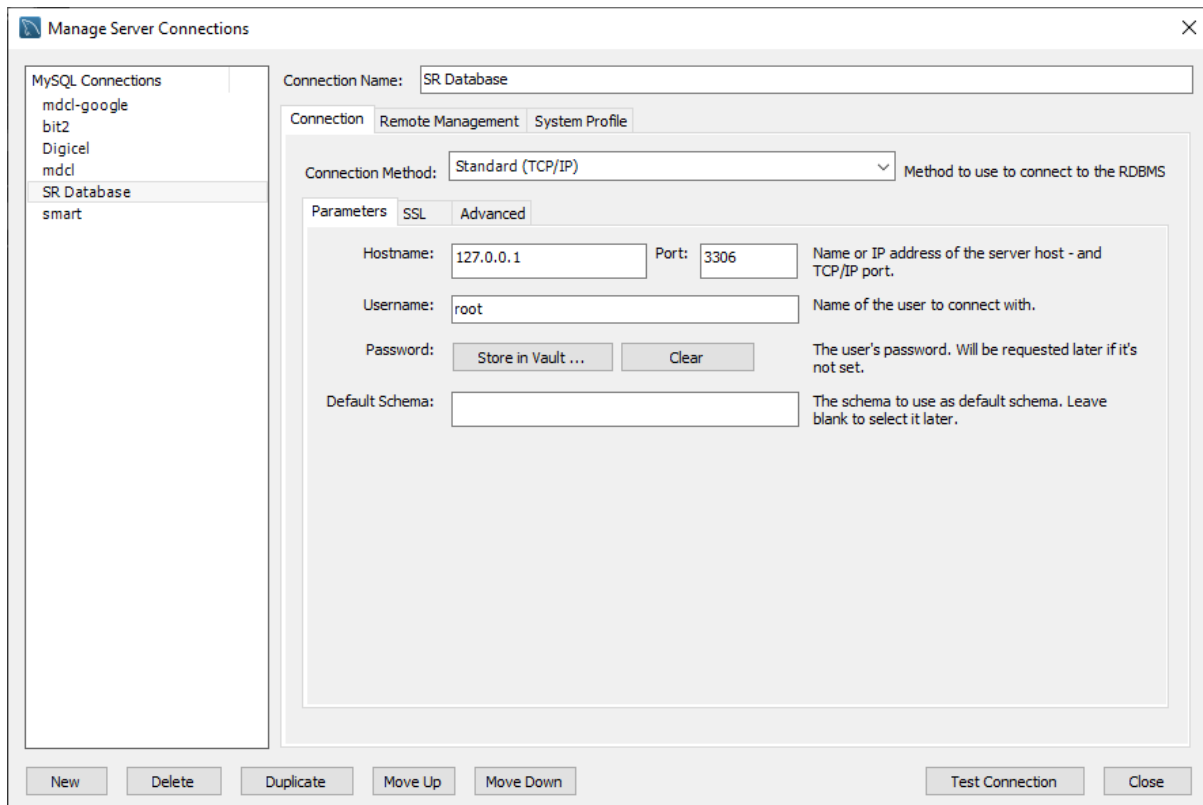 Manage Server Connections
MySQL Connections
mdcl-google
bit2
Digicel
mdcl
SR Database
smart
Connection Name: SR Database
Connection Remote Management System Profile
Connection Method: Standard (TCP/IP) Method to use to connect to the RDBMS
Parameters SSL Advanced
Hostname: 127.0.0.1 Port: 3306 Name or IP address of the server host - and
TCP/IP port.
Username: root Name of the user to connect with.
Password: Store in Vault ... Clear The user's password. Will be requested later if it's
not set.
Default Schema: The schema to use as default schema. Leave
blank to select it later.
New Delete Duplicate Move Up Move Down Test Connection Close